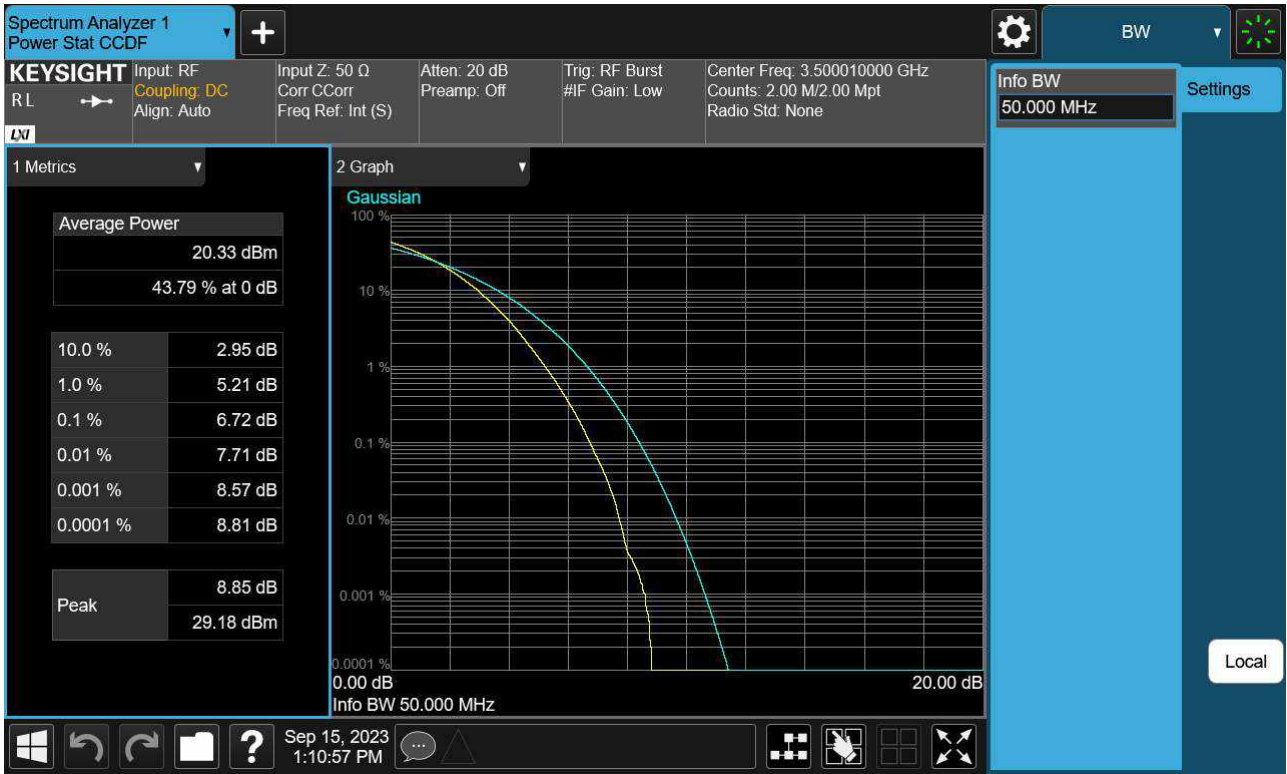 Spectrum Analyzer 1
Power Stat CCDF
+
BW
KEYSIGHT
RL
LXI
Input: RF
Coupling: DC
Align: Auto
Input Z: 50 Ω
Corr CCorr
Freq Ref: Int (S)
Atten: 20 dB
Preamp: Off
Trig: RF Burst
#IF Gain: Low
Center Freq: 3.500010000 GHz
Counts: 2.00 M/2.00 Mpt
Radio Std: None
Info BW
50.000 MHz
Settings
1 Metrics
Average Power
20.33 dBm
43.79 % at 0 dB
10.0 % 2.95 dB
1.0 % 5.21 dB
0.1 % 6.72 dB
0.01 % 7.71 dB
0.001 % 8.57 dB
0.0001 % 8.81 dB
Peak
8.85 dB
29.18 dBm
2 Graph
Gaussian
100 %
10 %
1 %
0.1 %
0.01 %
0.001 %
0.0001 %
0.00 dB 20.00 dB
Info BW 50.000 MHz
Local
?
Sep 15, 2023
1:10:57 PM